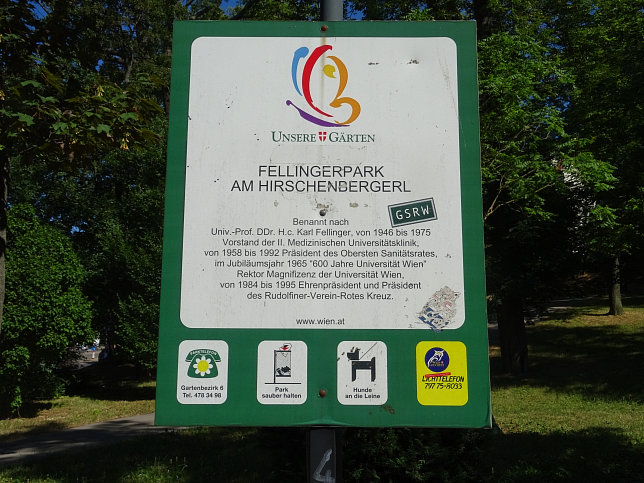 UNSERE GÄRTEN
FELLINGERPARK
AM HIRSCHENBERGERL
GSRW
Benannt nach
Univ.-Prof. DDr. H.c. Karl Fellinger, von 1946 bis 1975
Vorstand der II. Medizinischen Universitätsklinik,
von 1958 bis 1992 Präsident des Obersten Sanitätsrates,
im Jubiläumsjahr 1965 "600 Jahre Universität Wien"
Rektor Magnifizenz der Universität Wien,
von 1984 bis 1995 Ehrenpräsident und Präsident
des Rudolfiner-Verein-Rotes Kreuz.
www.wien.at
PARKTELEFON
Gartenbezirk 6
Tel. 478 34 98
Park
sauber halten
Hunde
an die Leine
LICHTTELEFON
797 75-8033